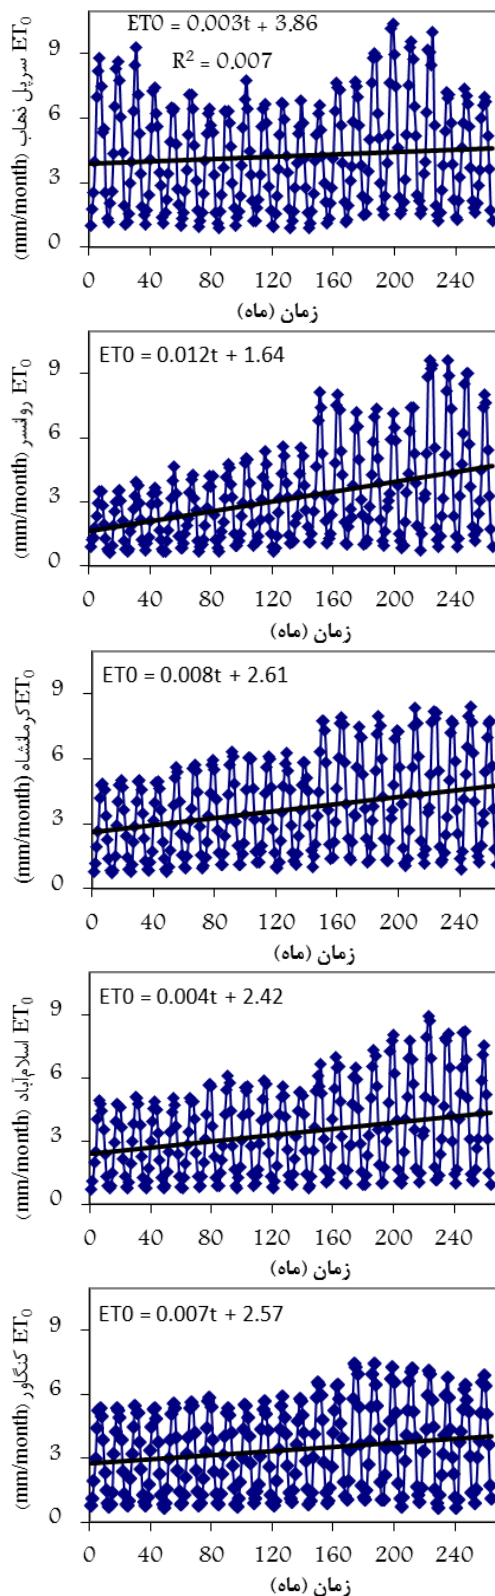 ET0 = 0.003t + 3.86
R² = 0.007
ET₀ سرپل ذهاب (mm/month)
9
6
3
0
0 40 80 120 160 200 240
زمان (ماه)
ET0 = 0.012t + 1.64
ET₀ روانسر (mm/month)
9
6
3
0
0 40 80 120 160 200 240
زمان (ماه)
ET0 = 0.008t + 2.61
ET₀ کرمانشاه (mm/month)
9
6
3
0
0 40 80 120 160 200 240
زمان (ماه)
ET0 = 0.004t + 2.42
ET₀ اسلام‌آباد (mm/month)
9
6
3
0
0 40 80 120 160 200 240
زمان (ماه)
ET0 = 0.007t + 2.57
ET₀ کنگاور (mm/month)
9
6
3
0
0 40 80 120 160 200 240
زمان (ماه)